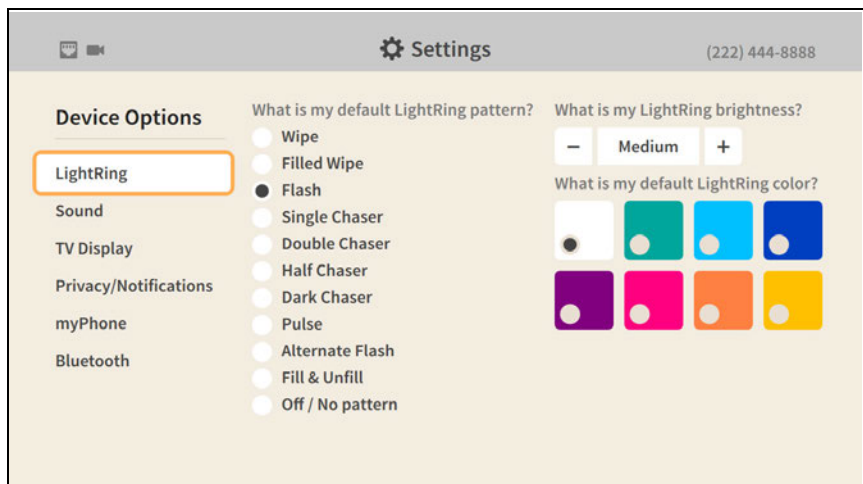 Settings
(222) 444-8888
Device Options
LightRing
Sound
TV Display
Privacy/Notifications
myPhone
Bluetooth
What is my default LightRing pattern?
Wipe
Filled Wipe
Flash
Single Chaser
Double Chaser
Half Chaser
Dark Chaser
Pulse
Alternate Flash
Fill & Unfill
Off / No pattern
What is my LightRing brightness?
− Medium +
What is my default LightRing color?